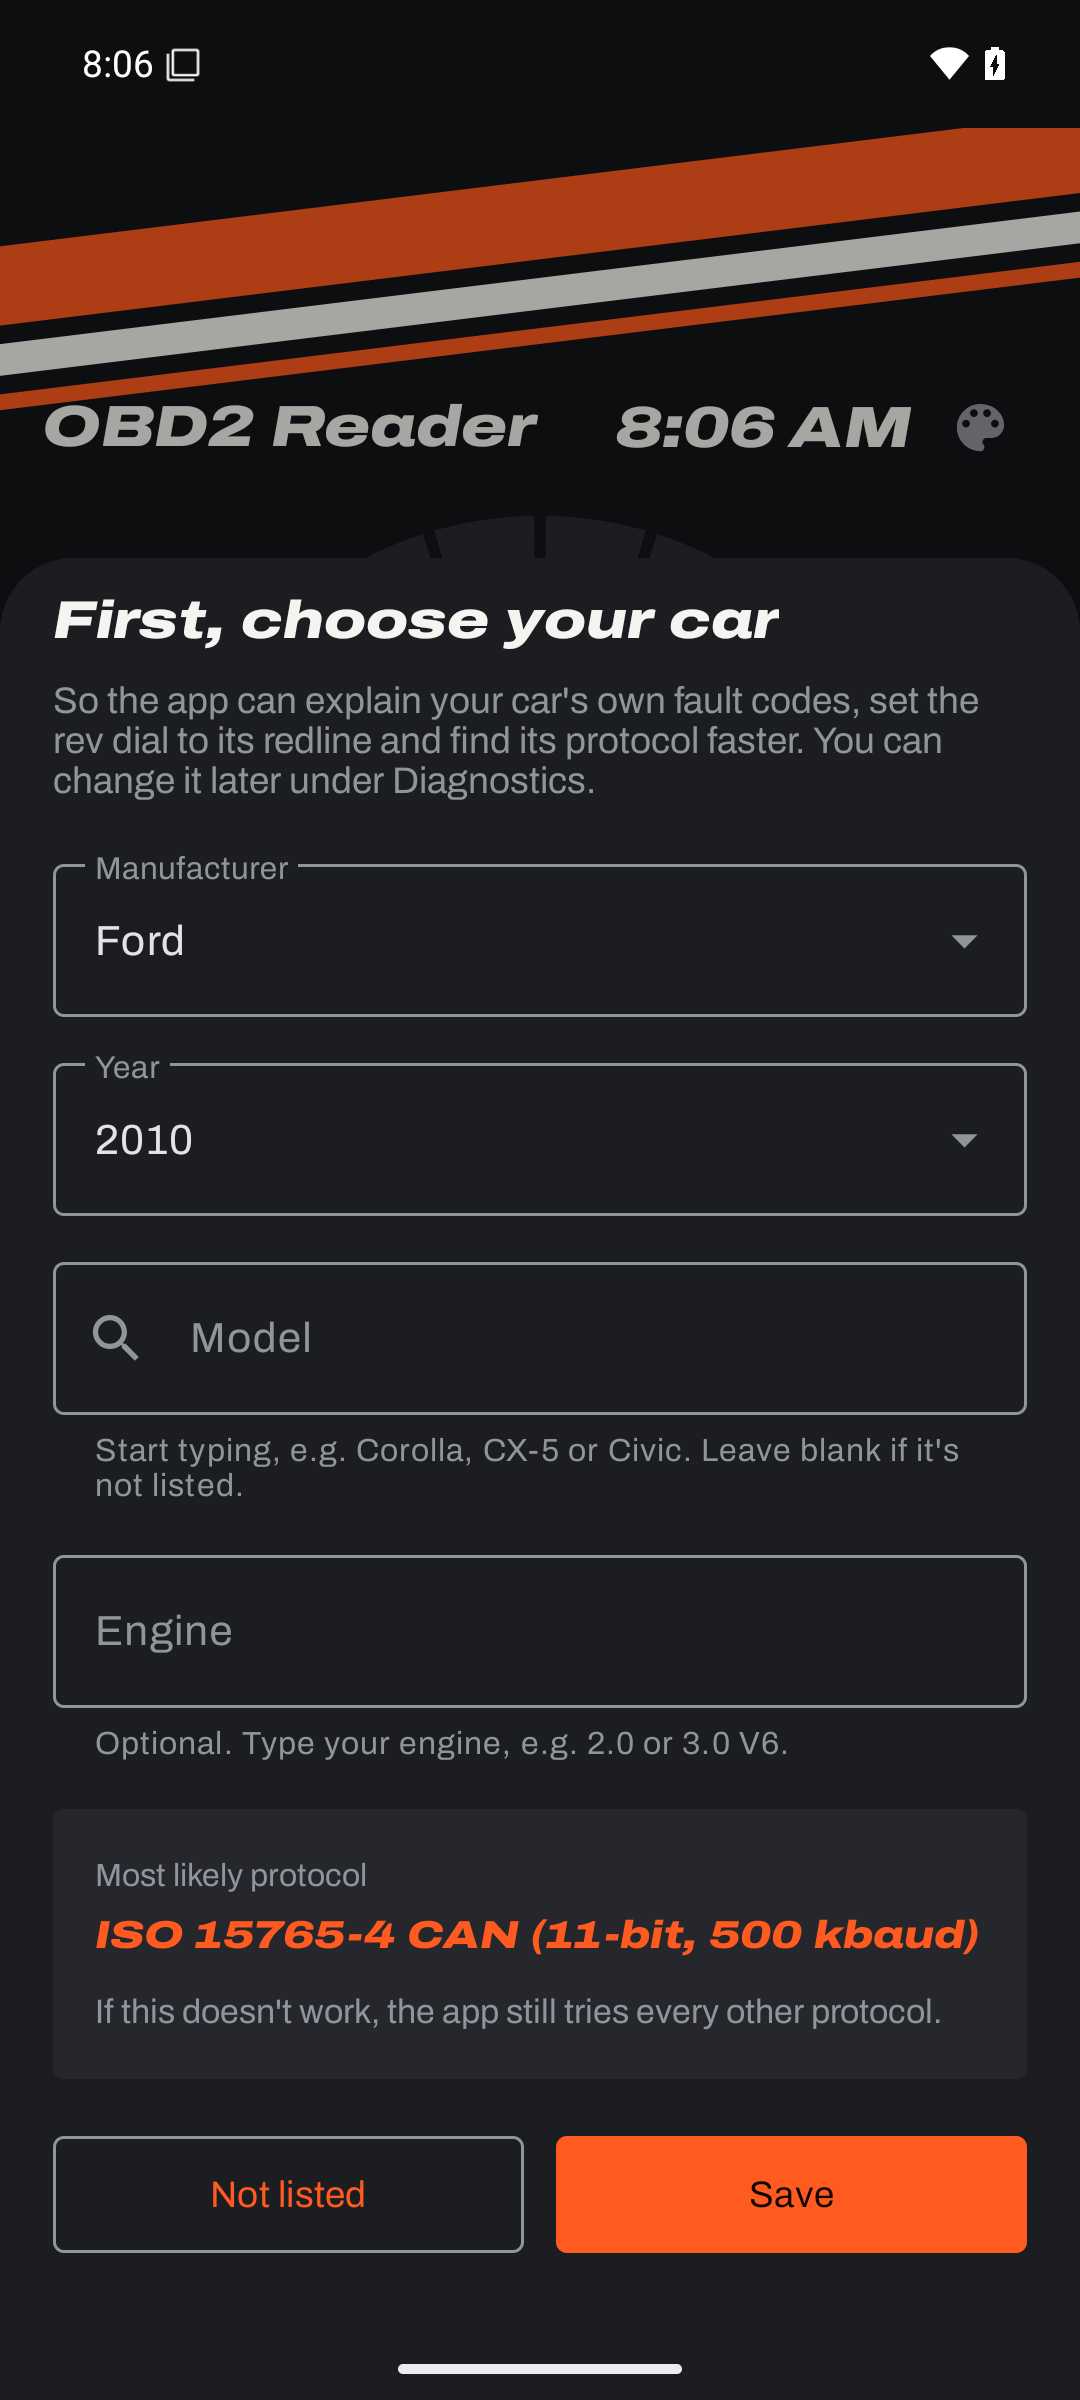 8:06
OBD2 Reader 8:06 AM
First, choose your car
So the app can explain your car's own fault codes, set the
rev dial to its redline and find its protocol faster. You can
change it later under Diagnostics.
Manufacturer
Ford
Year
2010
Model
Start typing, e.g. Corolla, CX-5 or Civic. Leave blank if it's
not listed.
Engine
Optional. Type your engine, e.g. 2.0 or 3.0 V6.
Most likely protocol
ISO 15765-4 CAN (11-bit, 500 kbaud)
If this doesn't work, the app still tries every other protocol.
Not listed Save